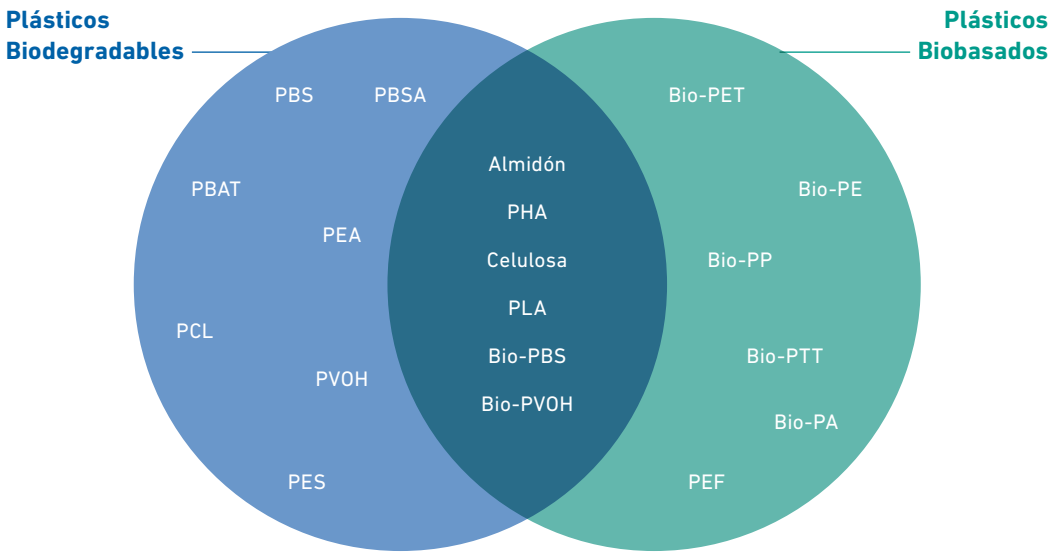 Plásticos
Biodegradables
Plásticos
Biobasados
PBS
PBSA
PBAT
PEA
PCL
PVOH
PES
Almidón
PHA
Celulosa
PLA
Bio-PBS
Bio-PVOH
Bio-PET
Bio-PE
Bio-PP
Bio-PTT
Bio-PA
PEF